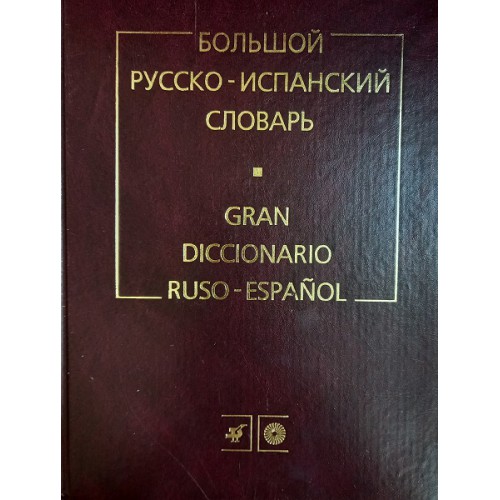 БОЛЬШОЙ
РУССКО-ИСПАНСКИЙ
СЛОВАРЬ
GRAN
DICCIONARIO
RUSO-ESPAÑOL